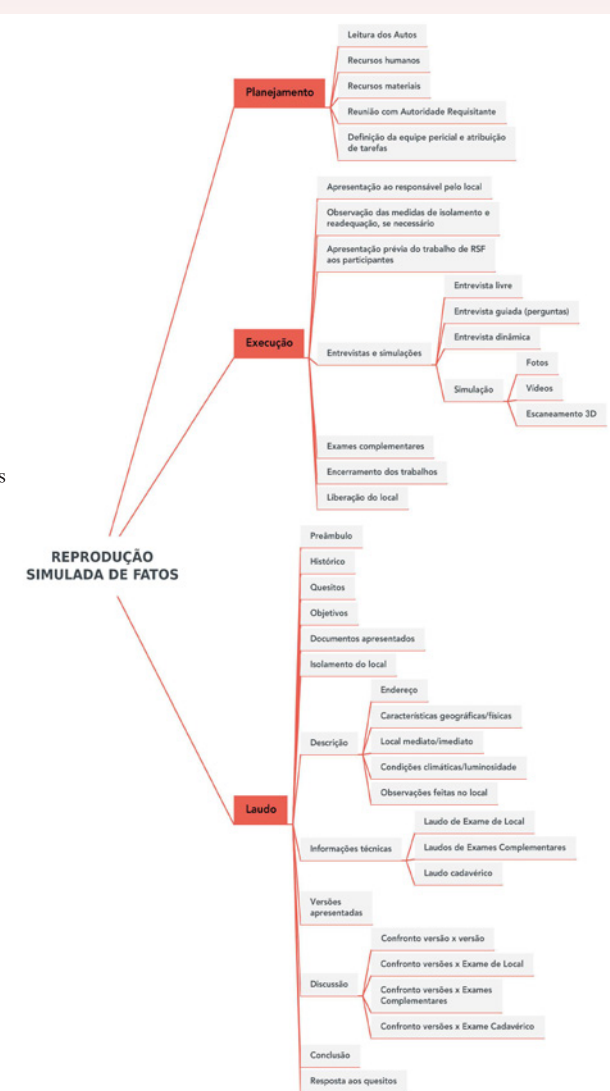 s
REPRODUÇÃO
SIMULADA DE FATOS
Planejamento
Leitura dos Autos
Recursos humanos
Recursos materiais
Reunião com Autoridade Requisitante
Definição da equipe pericial e atribuição
de tarefas
Execução
Apresentação ao responsável pelo local
Observação das medidas de isolamento e
readequação, se necessário
Apresentação prévia do trabalho de RSF
aos participantes
Entrevistas e simulações
Entrevista livre
Entrevista guiada (perguntas)
Entrevista dinâmica
Simulação
Fotos
Vídeos
Escaneamento 3D
Exames complementares
Encerramento dos trabalhos
Liberação do local
Laudo
Preâmbulo
Histórico
Quesitos
Objetivos
Documentos apresentados
Isolamento do local
Descrição
Endereço
Características geográficas/físicas
Local mediato/imediato
Condições climáticas/luminosidade
Observações feitas no local
Informações técnicas
Laudo de Exame de Local
Laudos de Exames Complementares
Laudo cadavérico
Versões
apresentadas
Discussão
Confronto versão x versão
Confronto versões x Exame de Local
Confronto versões x Exames
Complementares
Confronto versões x Exame Cadavérico
Conclusão
Resposta aos quesitos